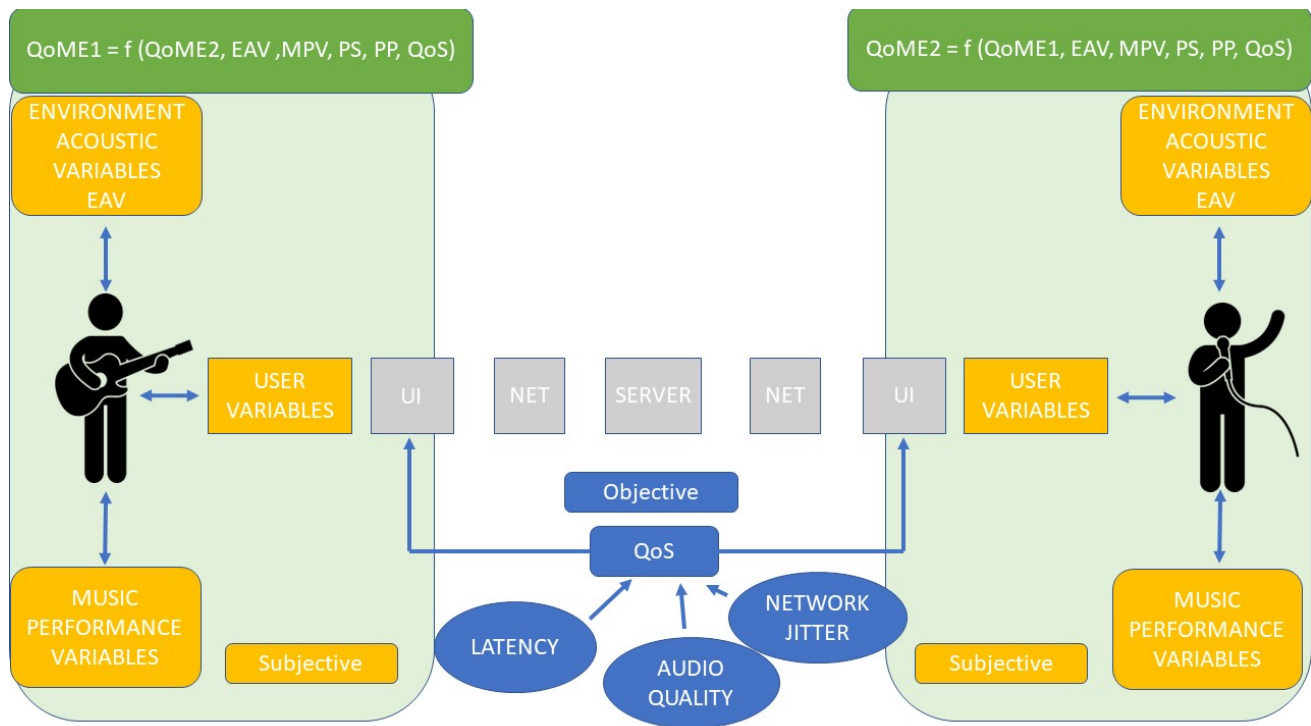 QoME1 = f (QoME2, EAV ,MPV, PS, PP, QoS)
QoME2 = f (QoME1, EAV, MPV, PS, PP, QoS)
ENVIRONMENT
ACOUSTIC
VARIABLES
EAV
ENVIRONMENT
ACOUSTIC
VARIABLES
EAV
USER
VARIABLES
UI
NET
SERVER
NET
UI
USER
VARIABLES
Objective
QoS
LATENCY
AUDIO
QUALITY
NETWORK
JITTER
MUSIC
PERFORMANCE
VARIABLES
Subjective
Subjective
MUSIC
PERFORMANCE
VARIABLES